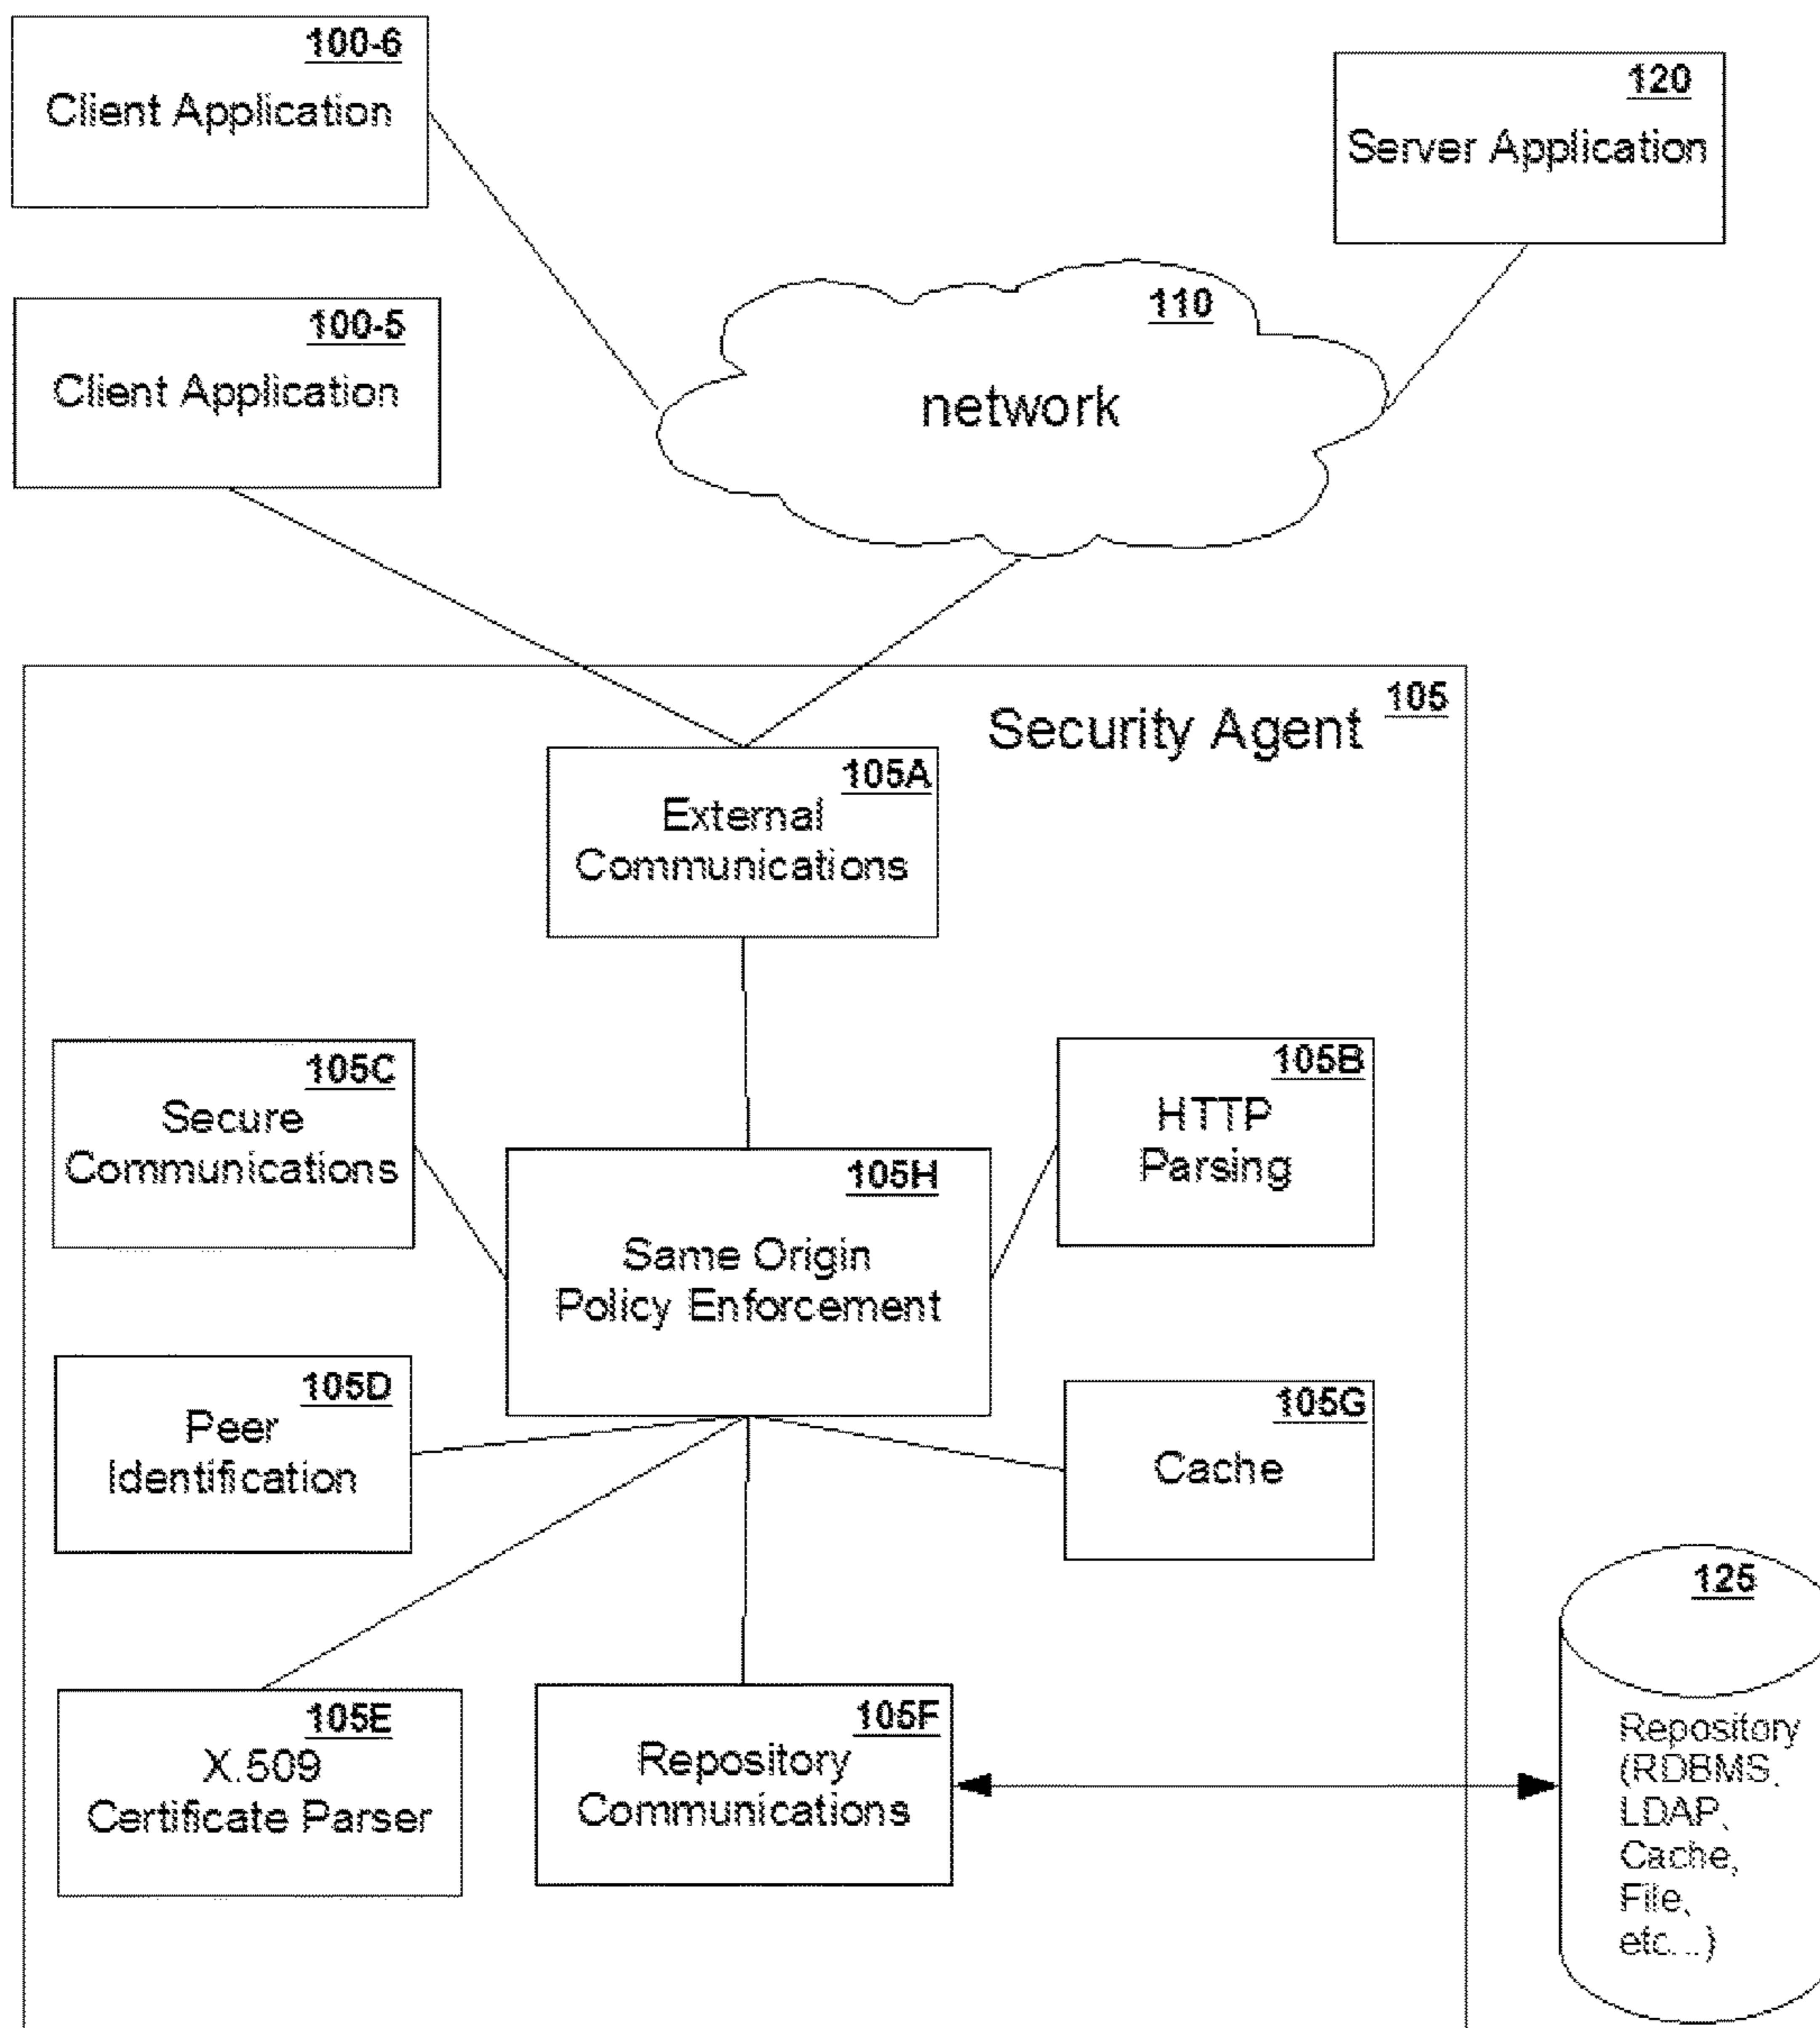 100-6
Client Application
120
Server Application
100-5
Client Application
110
network
105
Security Agent
105A
External
Communications
105C
Secure
Communications
105B
HTTP
Parsing
105H
Same Origin
Policy Enforcement
105D
Peer
Identification
105G
Cache
105E
X.509
Certificate Parser
105F
Repository
Communications
125
Repository
(RDBMS,
LDAP,
Cache,
File,
etc...)